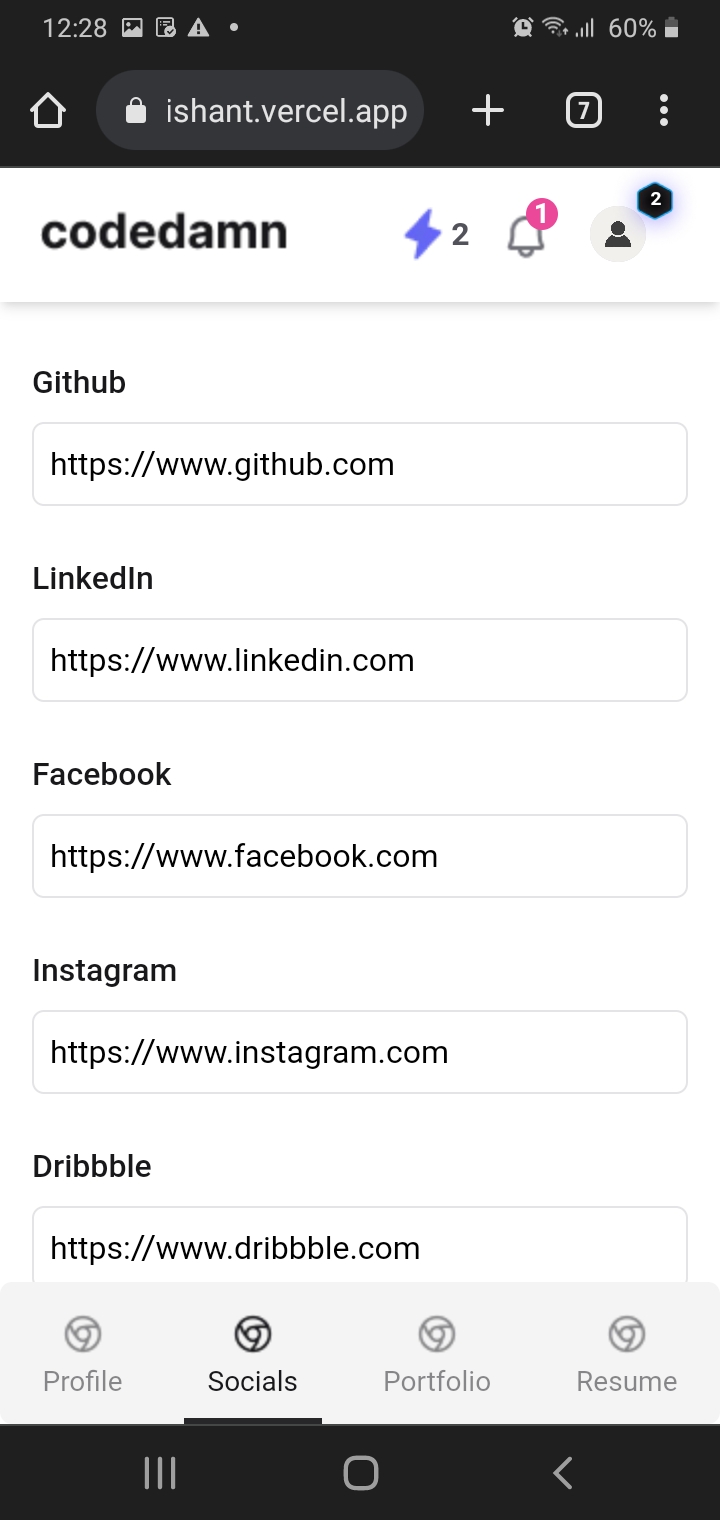 12:28 60%
ishant.vercel.app 7
codedamn 2 1 2
Github
https://www.github.com
LinkedIn
https://www.linkedin.com
Facebook
https://www.facebook.com
Instagram
https://www.instagram.com
Dribbble
https://www.dribbble.com
Profile Socials Portfolio Resume